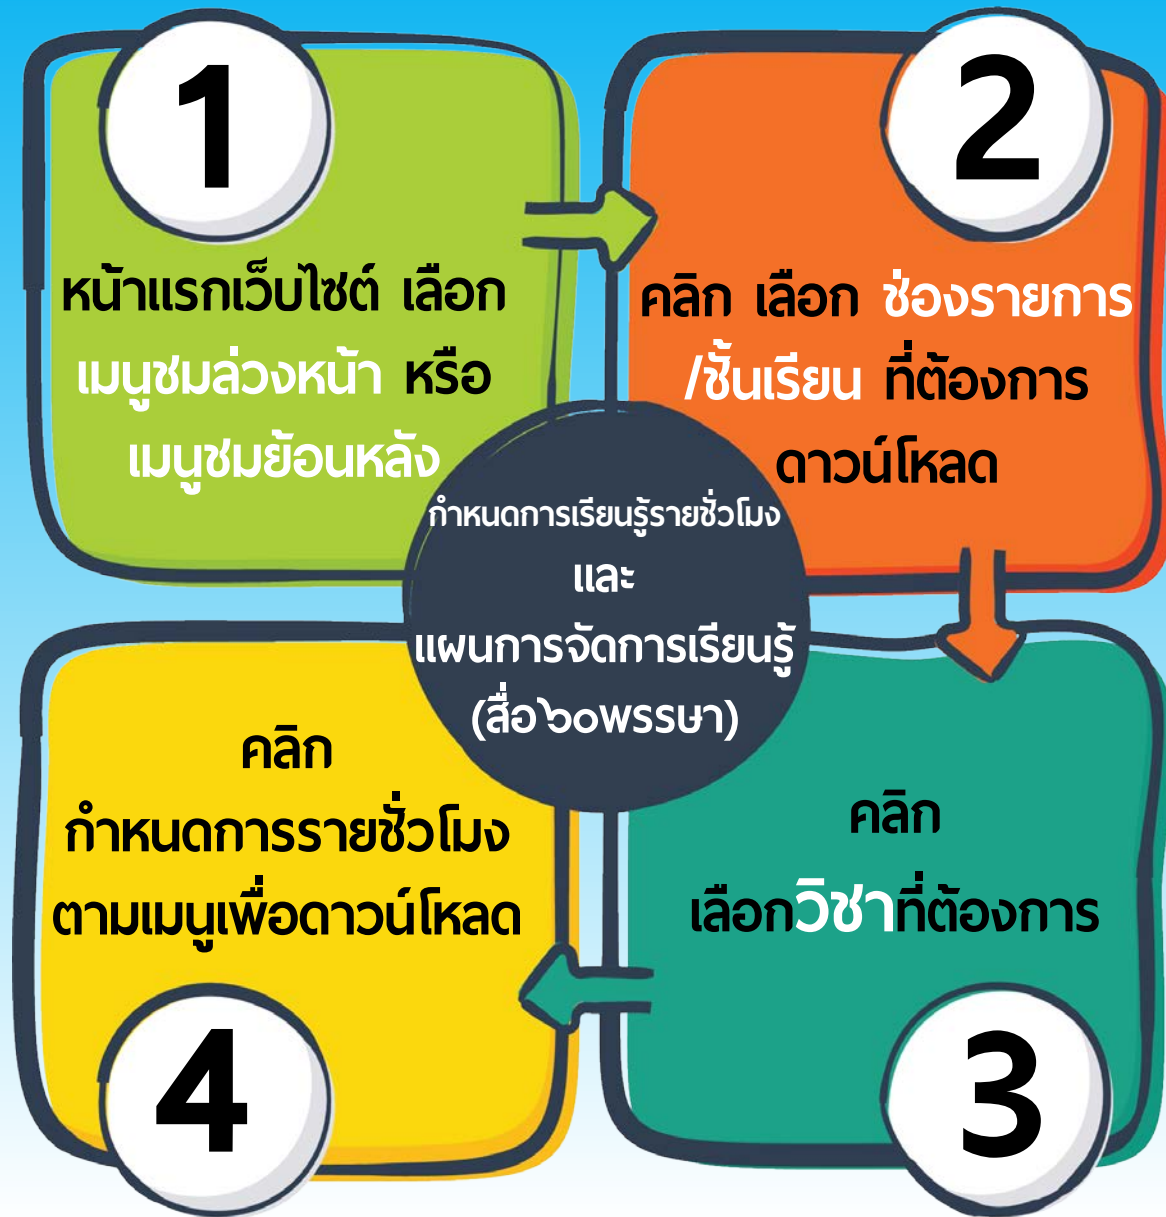 1
หน้าแรกเว็บไซต์ เลือก
เมนูชมล่วงหน้า หรือ
เมนูชมย้อนหลัง
2
คลิก เลือก ช่องรายการ
/ชั้นเรียน ที่ต้องการ
ดาวน์โหลด
กำหนดการเรียนรู้รายชั่วโมง
และ
แผนการจัดการเรียนรู้
(สื่อ๖๐พรรษา)
คลิก
เลือกวิชาที่ต้องการ
3
คลิก
กำหนดการรายชั่วโมง
ตามเมนูเพื่อดาวน์โหลด
4